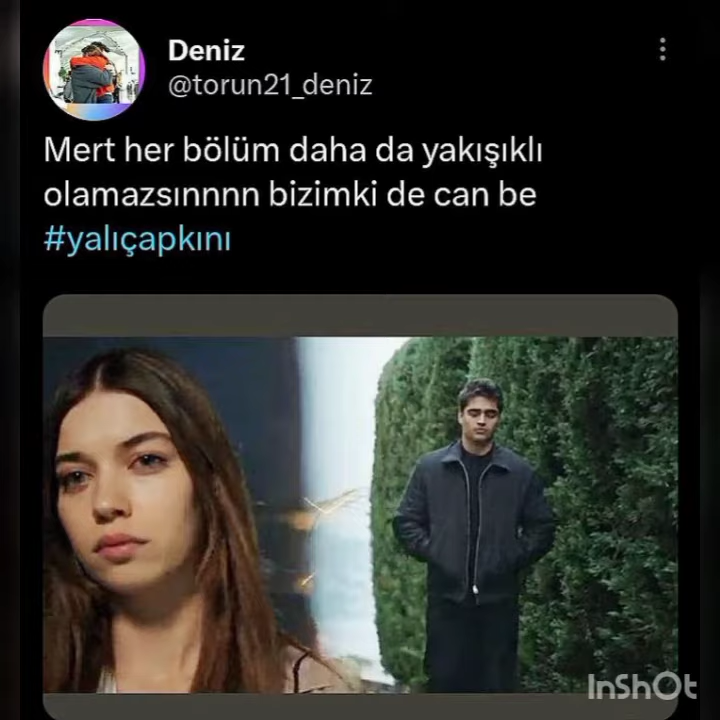 Deniz
@torun21_deniz
Mert her bölüm daha da yakışıklı
olamazsınnnn bizimki de can be
#yalıçapkını
InShOt